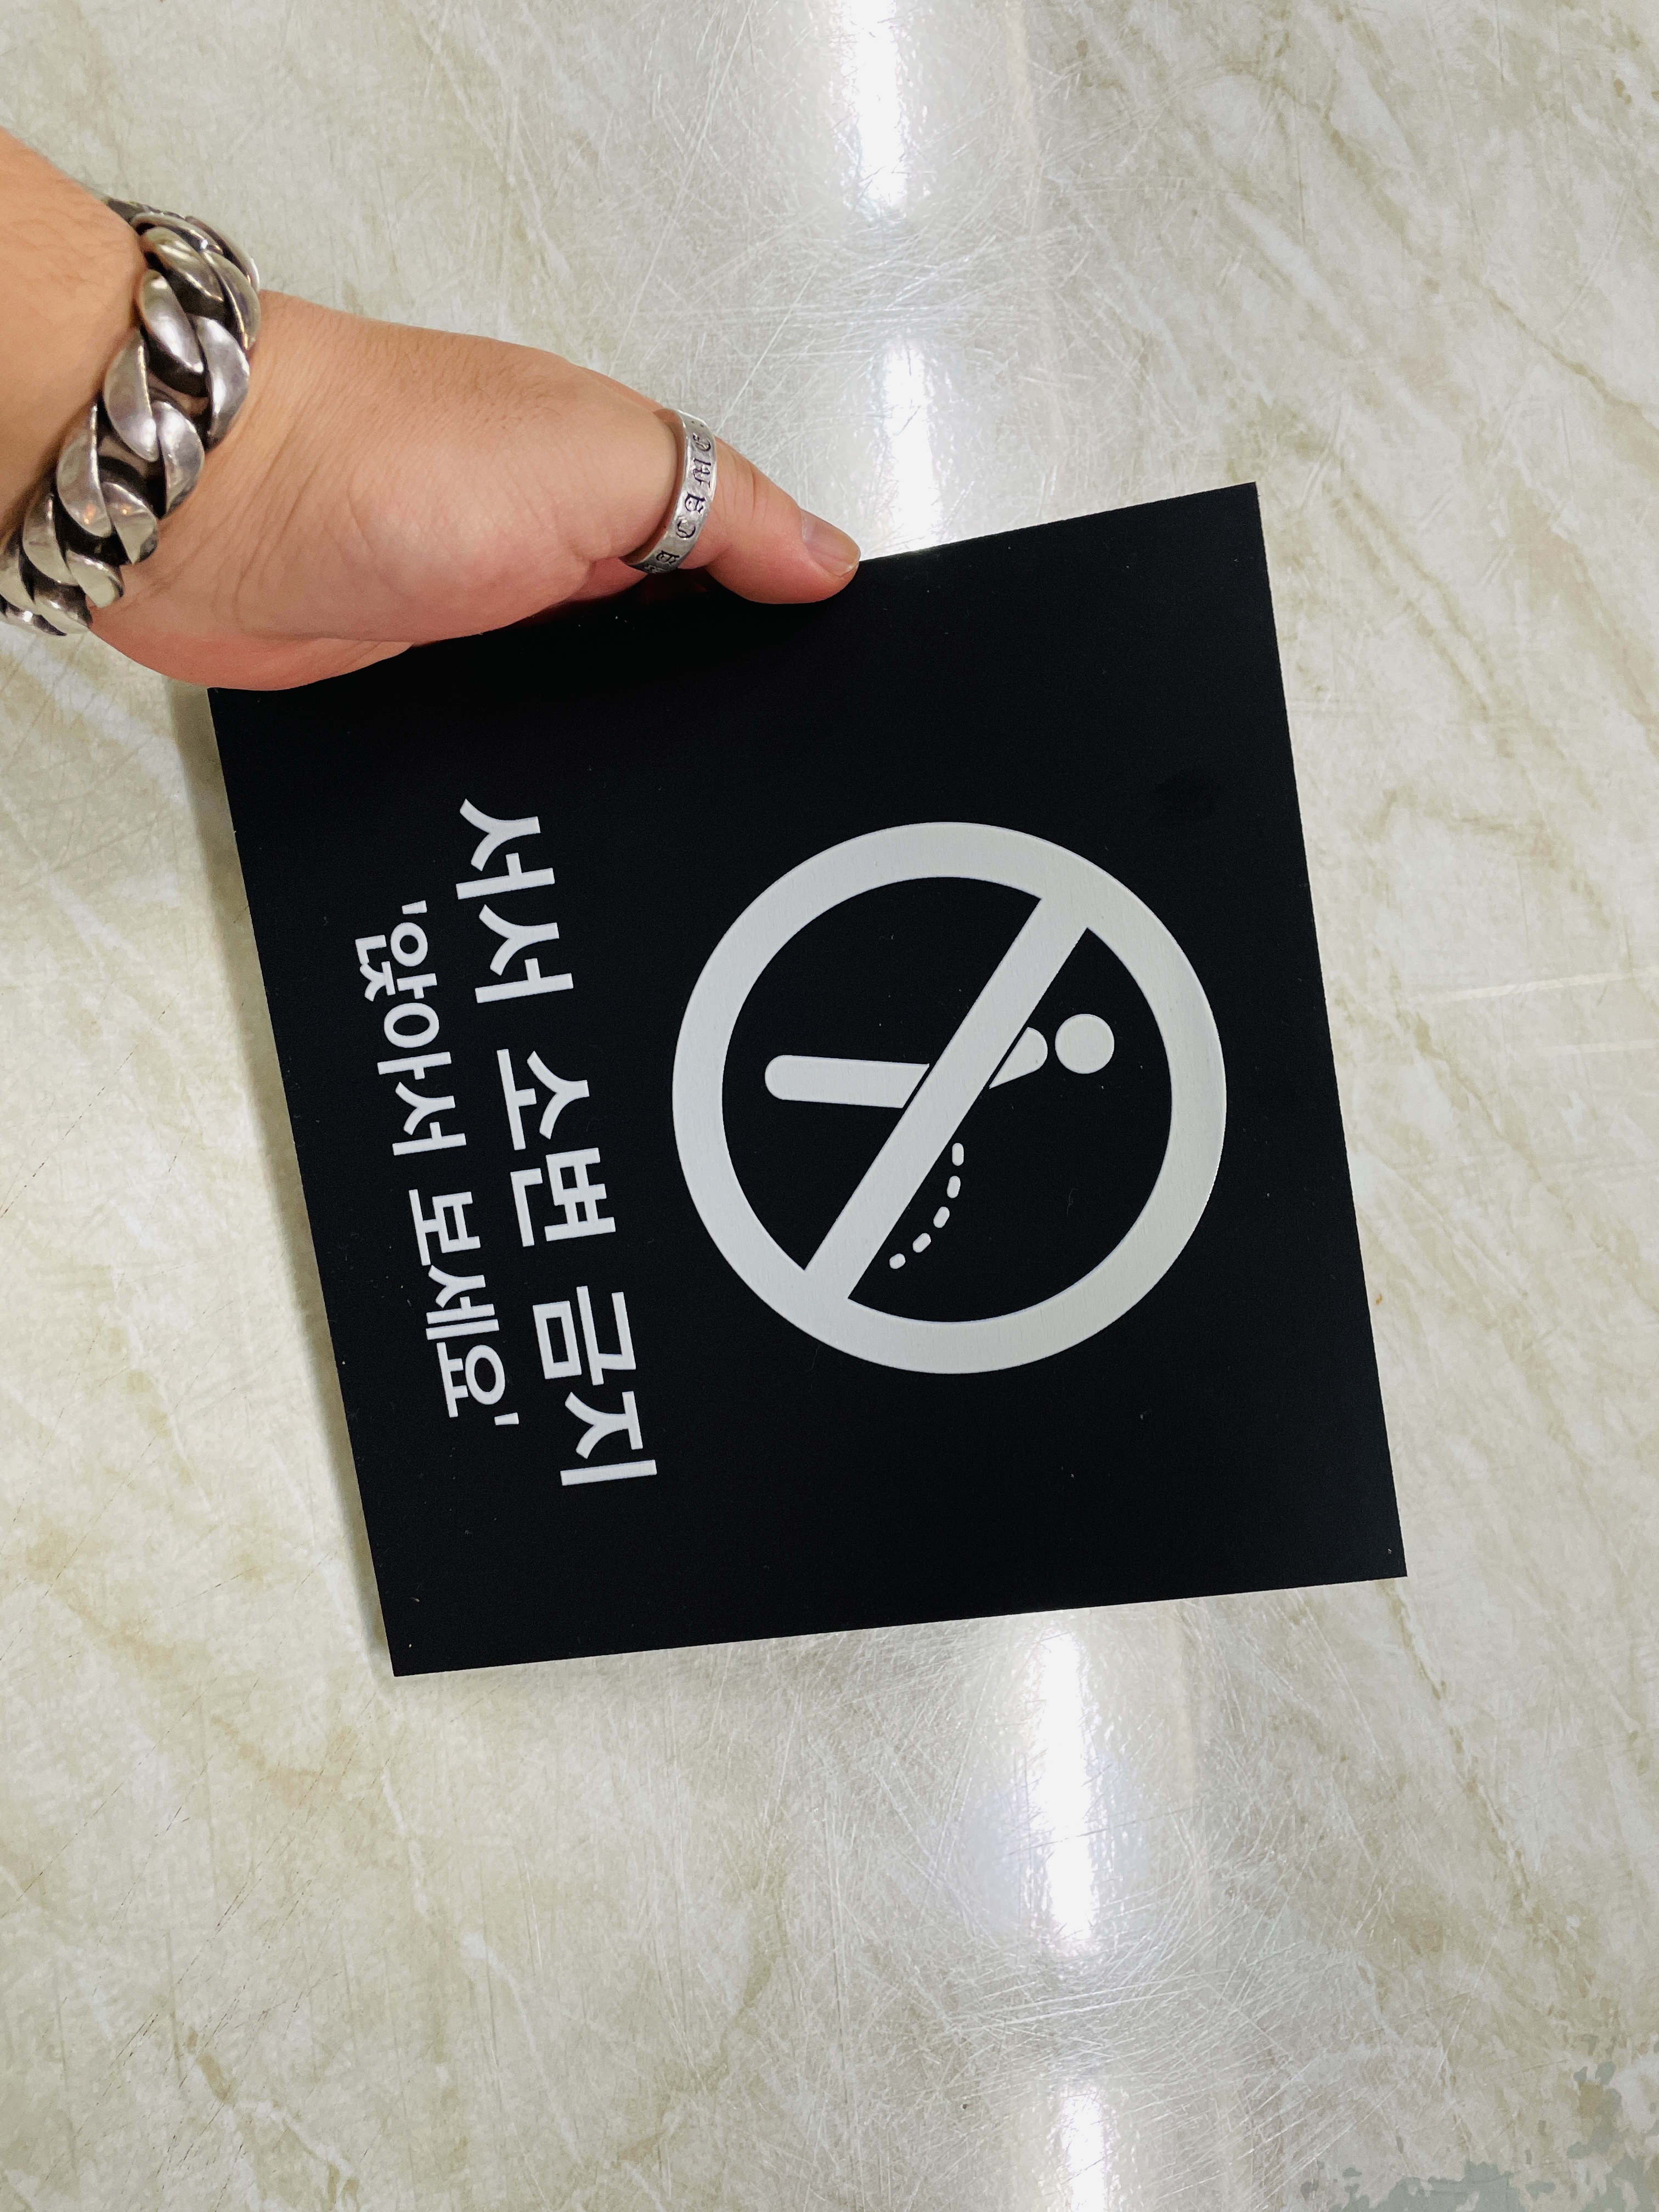 서서 소변 금지
'앉아서 보세요'